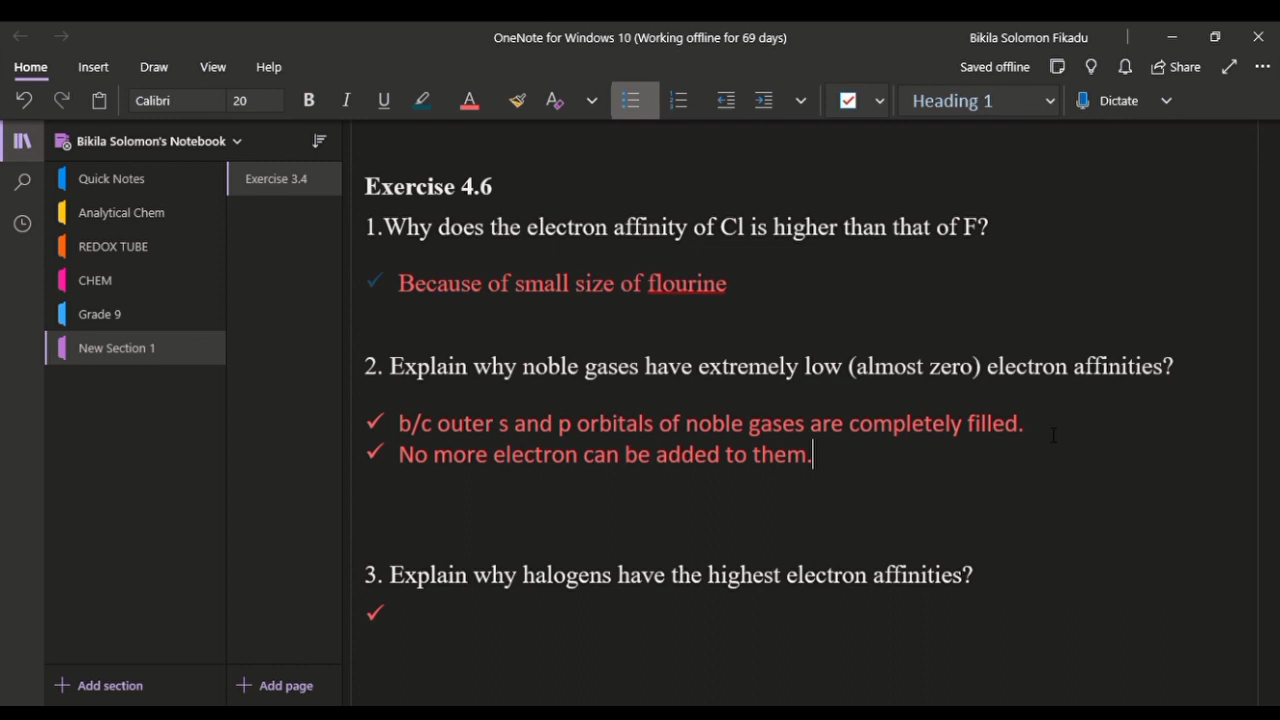 OneNote for Windows 10 (Working offline for 69 days)
Bikila Solomon Fikadu
Home Insert Draw View Help
Saved offline
Share
Calibri 20 B I U A A Heading 1 Dictate
Bikila Solomon's Notebook
Quick Notes
Analytical Chem
REDOX TUBE
CHEM
Grade 9
New Section 1
Add section
Exercise 3.4
Add page
Exercise 4.6
1.Why does the electron affinity of Cl is higher than that of F?
✓ Because of small size of flourine
2. Explain why noble gases have extremely low (almost zero) electron affinities?
✓ b/c outer s and p orbitals of noble gases are completely filled.
✓ No more electron can be added to them.
3. Explain why halogens have the highest electron affinities?
✓